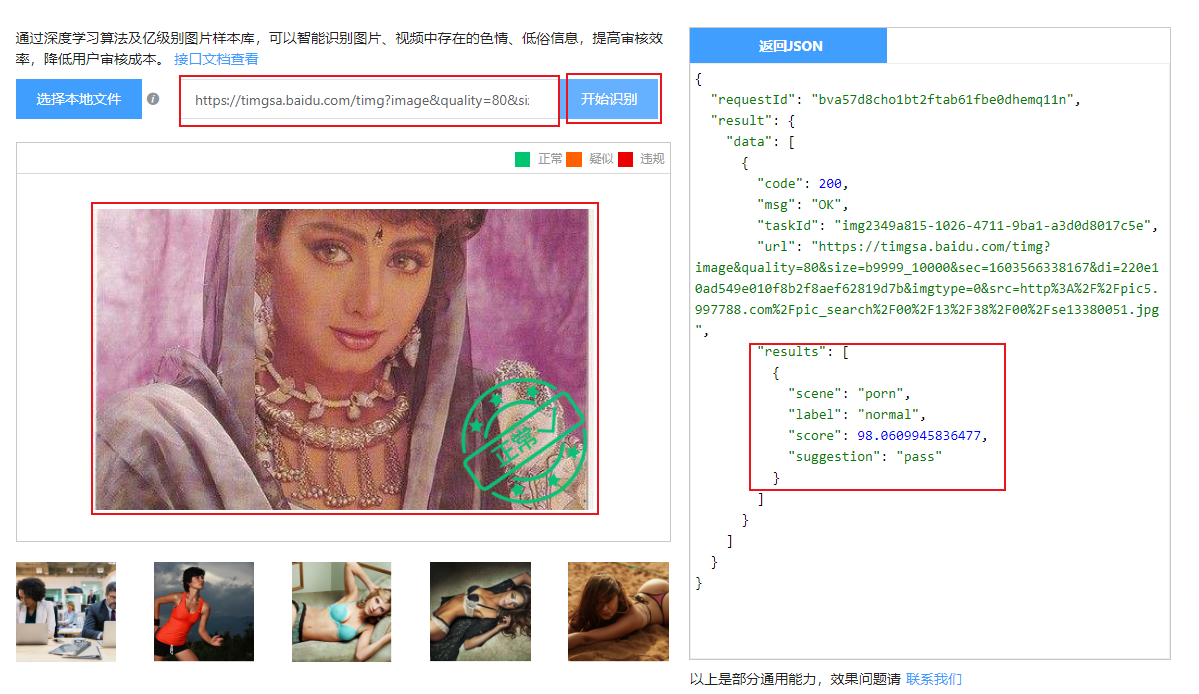 通过深度学习算法及亿级别图片样本库，可以智能识别图片、视频中存在的色情、低俗信息，提高审核效
率，降低用户审核成本。 接口文档查看
选择本地文件
https://timgsa.baidu.com/timg?image&quality=80&si
开始识别
正常 疑似 违规
正常
返回JSON
{
"requestId": "bva57d8cho1bt2ftab61fbe0dhemq11n",
"result": {
"data": [
{
"code": 200,
"msg": "OK",
"taskId": "img2349a815-1026-4711-9ba1-a3d0d8017c5e",
"url": "https://timgsa.baidu.com/timg?
image&quality=80&size=b9999_10000&sec=1603566338167&di=220e1
0ad549e010f8b2f8aef62819d7b&imgtype=0&src=http%3A%2F%2Fpic5.
997788.com%2Fpic_search%2F00%2F13%2F38%2F00%2Fse13380051.jpg
",
"results": [
{
"scene": "porn",
"label": "normal",
"score": 98.0609945836477,
"suggestion": "pass"
}
]
}
]
}
}
以上是部分通用能力，效果问题请 联系我们